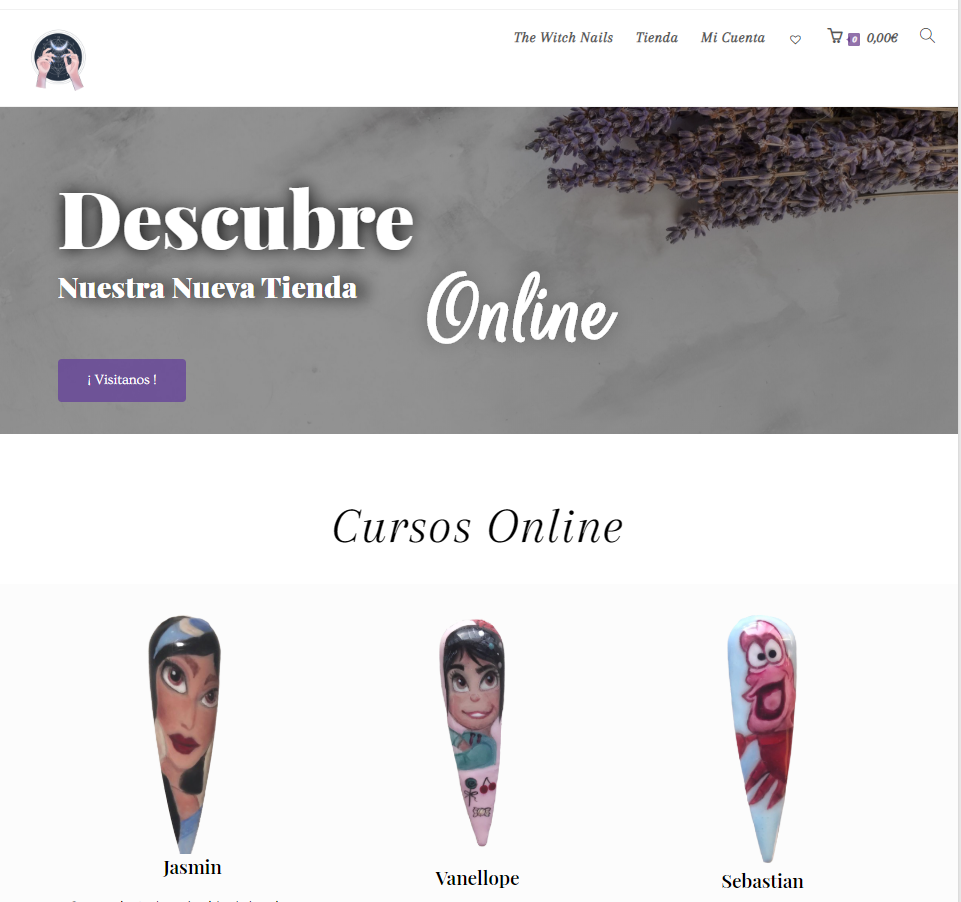 The Witch Nails Tienda Mi Cuenta 0 0,00€
Descubre
Nuestra Nueva Tienda
Online
¡ Visitanos !
Cursos Online
Jasmin
Vanellope
Sebastian